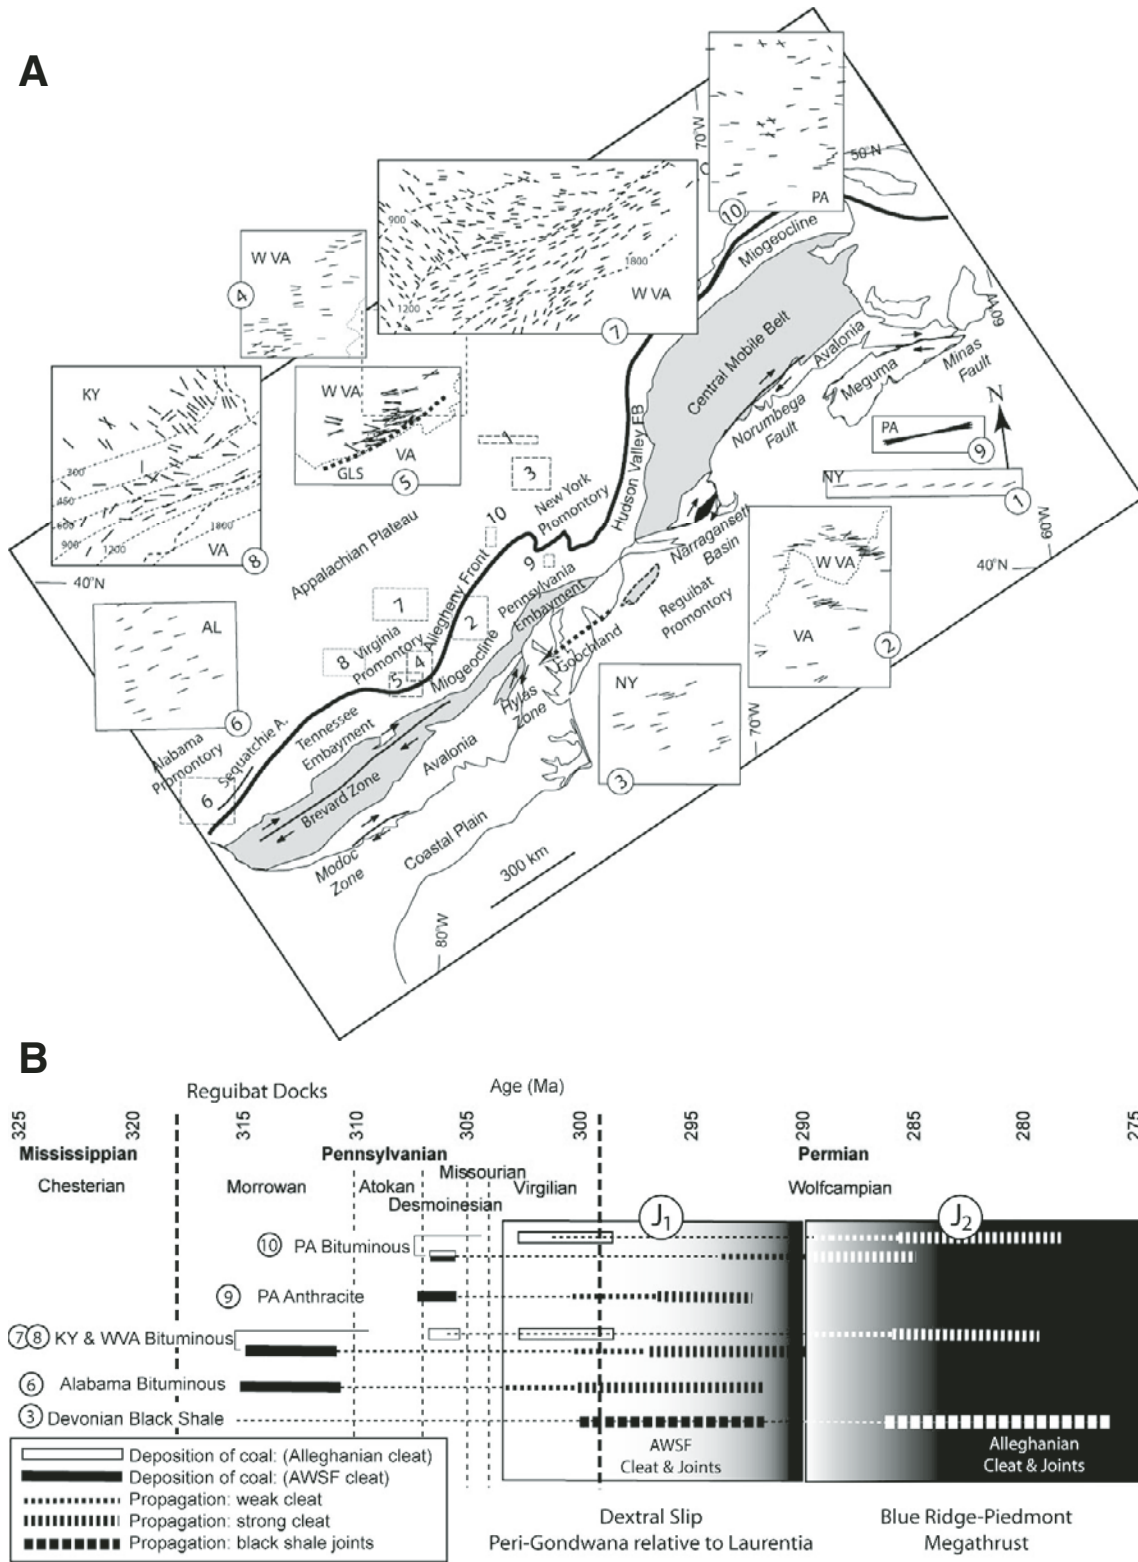 A
70°W
50°N
PA
10
Miogeocline
900
1800
1200
W VA
7
W VA
4
60°W
Central Mobile Belt
Avalonia
Meguma
Minas
Fault
Norumbega
Fault
N
PA
9
NY
1
KY
300
450
600
900
1200
1800
VA
8
W VA
VA
GLS
5
1
3
New York
Promontory
Hudson Valley FB
10
9
Appalachian Plateau
Allegheny Front
Pennsylvania
Embayment
Narragansett
Basin
Reguibat
Promontory
60°W
40°N
40°N
W VA
VA
2
AL
6
7
2
8
Virginia
Promontory
4
5
Miogeocline
Goochland
Hylas
Zone
NY
3
70°W
Alabama
Promontory
Sequatchie A.
Tennessee
Embayment
6
Brevard Zone
Avalonia
Modoc
Zone
Coastal Plain
300 km
80°W
B
Reguibat Docks
Age (Ma)
325 320 315 310 305 300 295 290 285 280 275
Mississippian Pennsylvanian Permian
Missourian
Chesterian Morrowan Atokan Virgilian Wolfcampian
Desmoinesian
J1 J2
10 PA Bituminous
9 PA Anthracite
7 8 KY & WVA Bituminous
6 Alabama Bituminous
3 Devonian Black Shale
AWSF
Cleat & Joints
Alleghanian
Cleat & Joints
Deposition of coal: (Alleghanian cleat)
Deposition of coal: (AWSF cleat)
Propagation: weak cleat
Propagation: strong cleat
Propagation: black shale joints
Dextral Slip
Peri-Gondwana relative to Laurentia
Blue Ridge-Piedmont
Megathrust